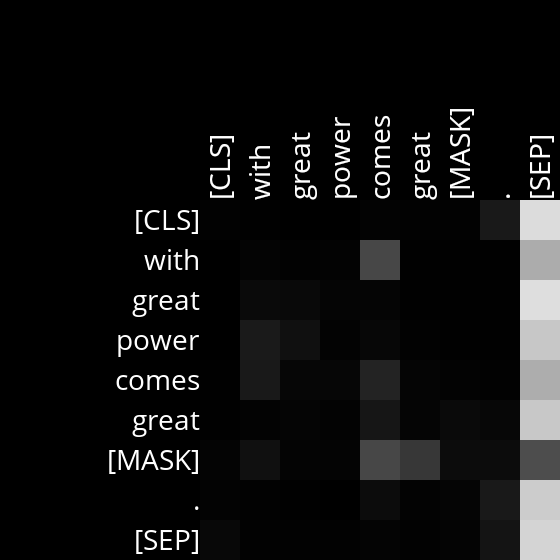 [CLS] with great power comes great [MASK] . [SEP]
[CLS]
with
great
power
comes
great
[MASK]
.
[SEP]